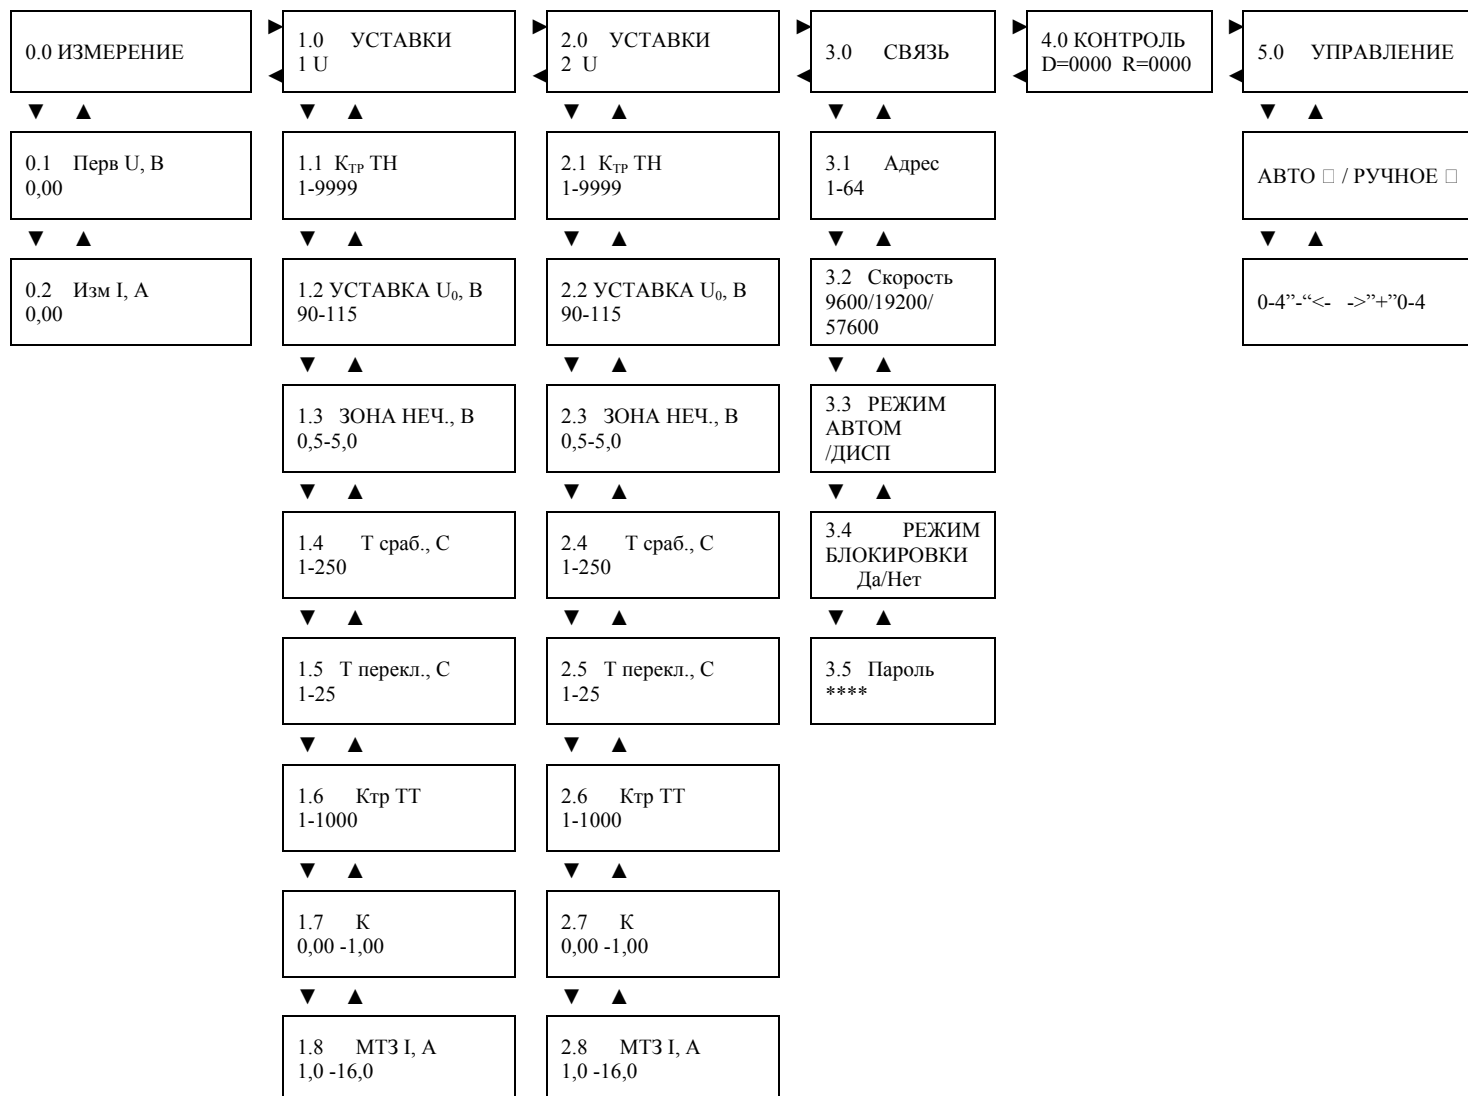 0.0 ИЗМЕРЕНИЕ
1.0 УСТАВКИ
1 U
2.0 УСТАВКИ
2 U
3.0 СВЯЗЬ
4.0 КОНТРОЛЬ
D=0000 R=0000
5.0 УПРАВЛЕНИЕ
0.1 Перв U, В
0,00
1.1 КТР ТН
1-9999
2.1 КТР ТН
1-9999
3.1 Адрес
1-64
АВТО □ / РУЧНОЕ □
0.2 Изм I, А
0,00
1.2 УСТАВКА U0, В
90-115
2.2 УСТАВКА U0, В
90-115
3.2 Скорость
9600/19200/
57600
0-4”-“<- ->”+”0-4
1.3 ЗОНА НЕЧ., В
0,5-5,0
2.3 ЗОНА НЕЧ., В
0,5-5,0
3.3 РЕЖИМ
АВТОМ
/ДИСП
1.4 Т сраб., С
1-250
2.4 Т сраб., С
1-250
3.4 РЕЖИМ
БЛОКИРОВКИ
Да/Нет
1.5 Т перекл., С
1-25
2.5 Т перекл., С
1-25
3.5 Пароль
****
1.6 Ктр ТТ
1-1000
2.6 Ктр ТТ
1-1000
1.7 К
0,00 -1,00
2.7 К
0,00 -1,00
1.8 МТЗ I, А
1,0 -16,0
2.8 МТЗ I, А
1,0 -16,0